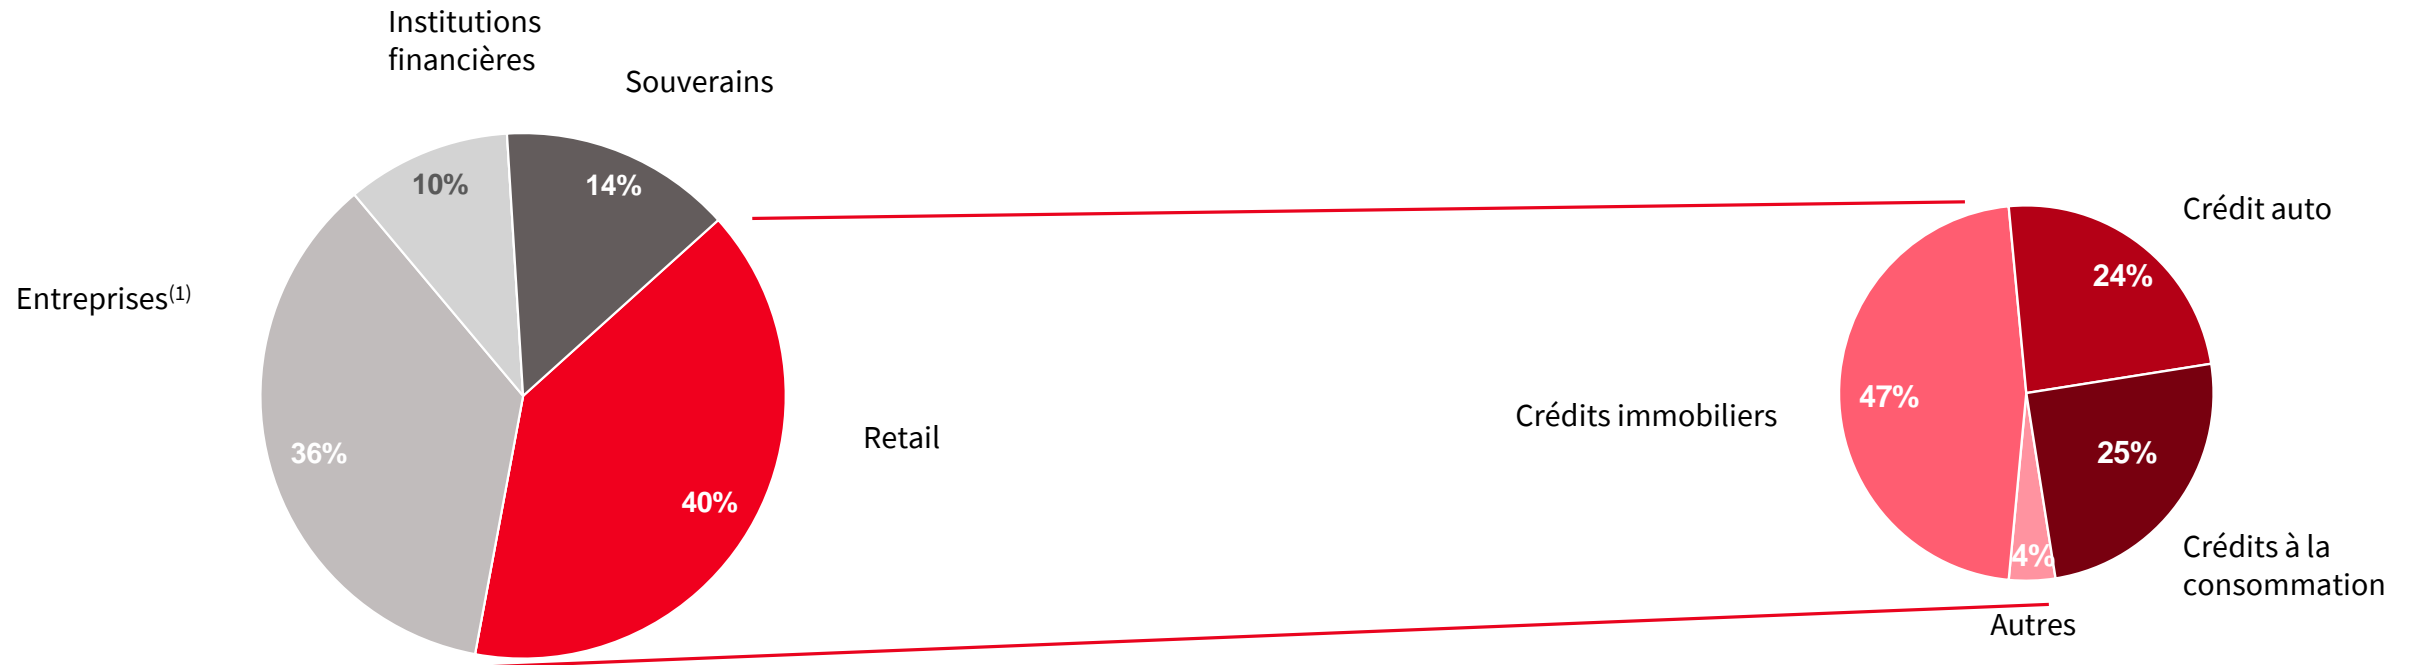 Institutions
financières
Souverains
10%
14%
Entreprises(1)
36%
Retail
40%
Crédit auto
24%
Crédits immobiliers
47%
25%
Crédits à la
consommation
4%
Autres